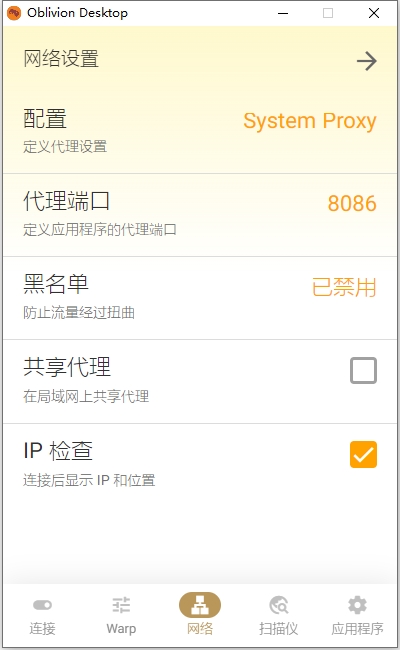 Oblivion Desktop
网络设置
配置
System Proxy
定义代理设置
代理端口
8086
定义应用程序的代理端口
黑名单
已禁用
防止流量经过扭曲
共享代理
在局域网上共享代理
IP 检查
连接后显示 IP 和位置
连接
Warp
网络
扫描仪
应用程序